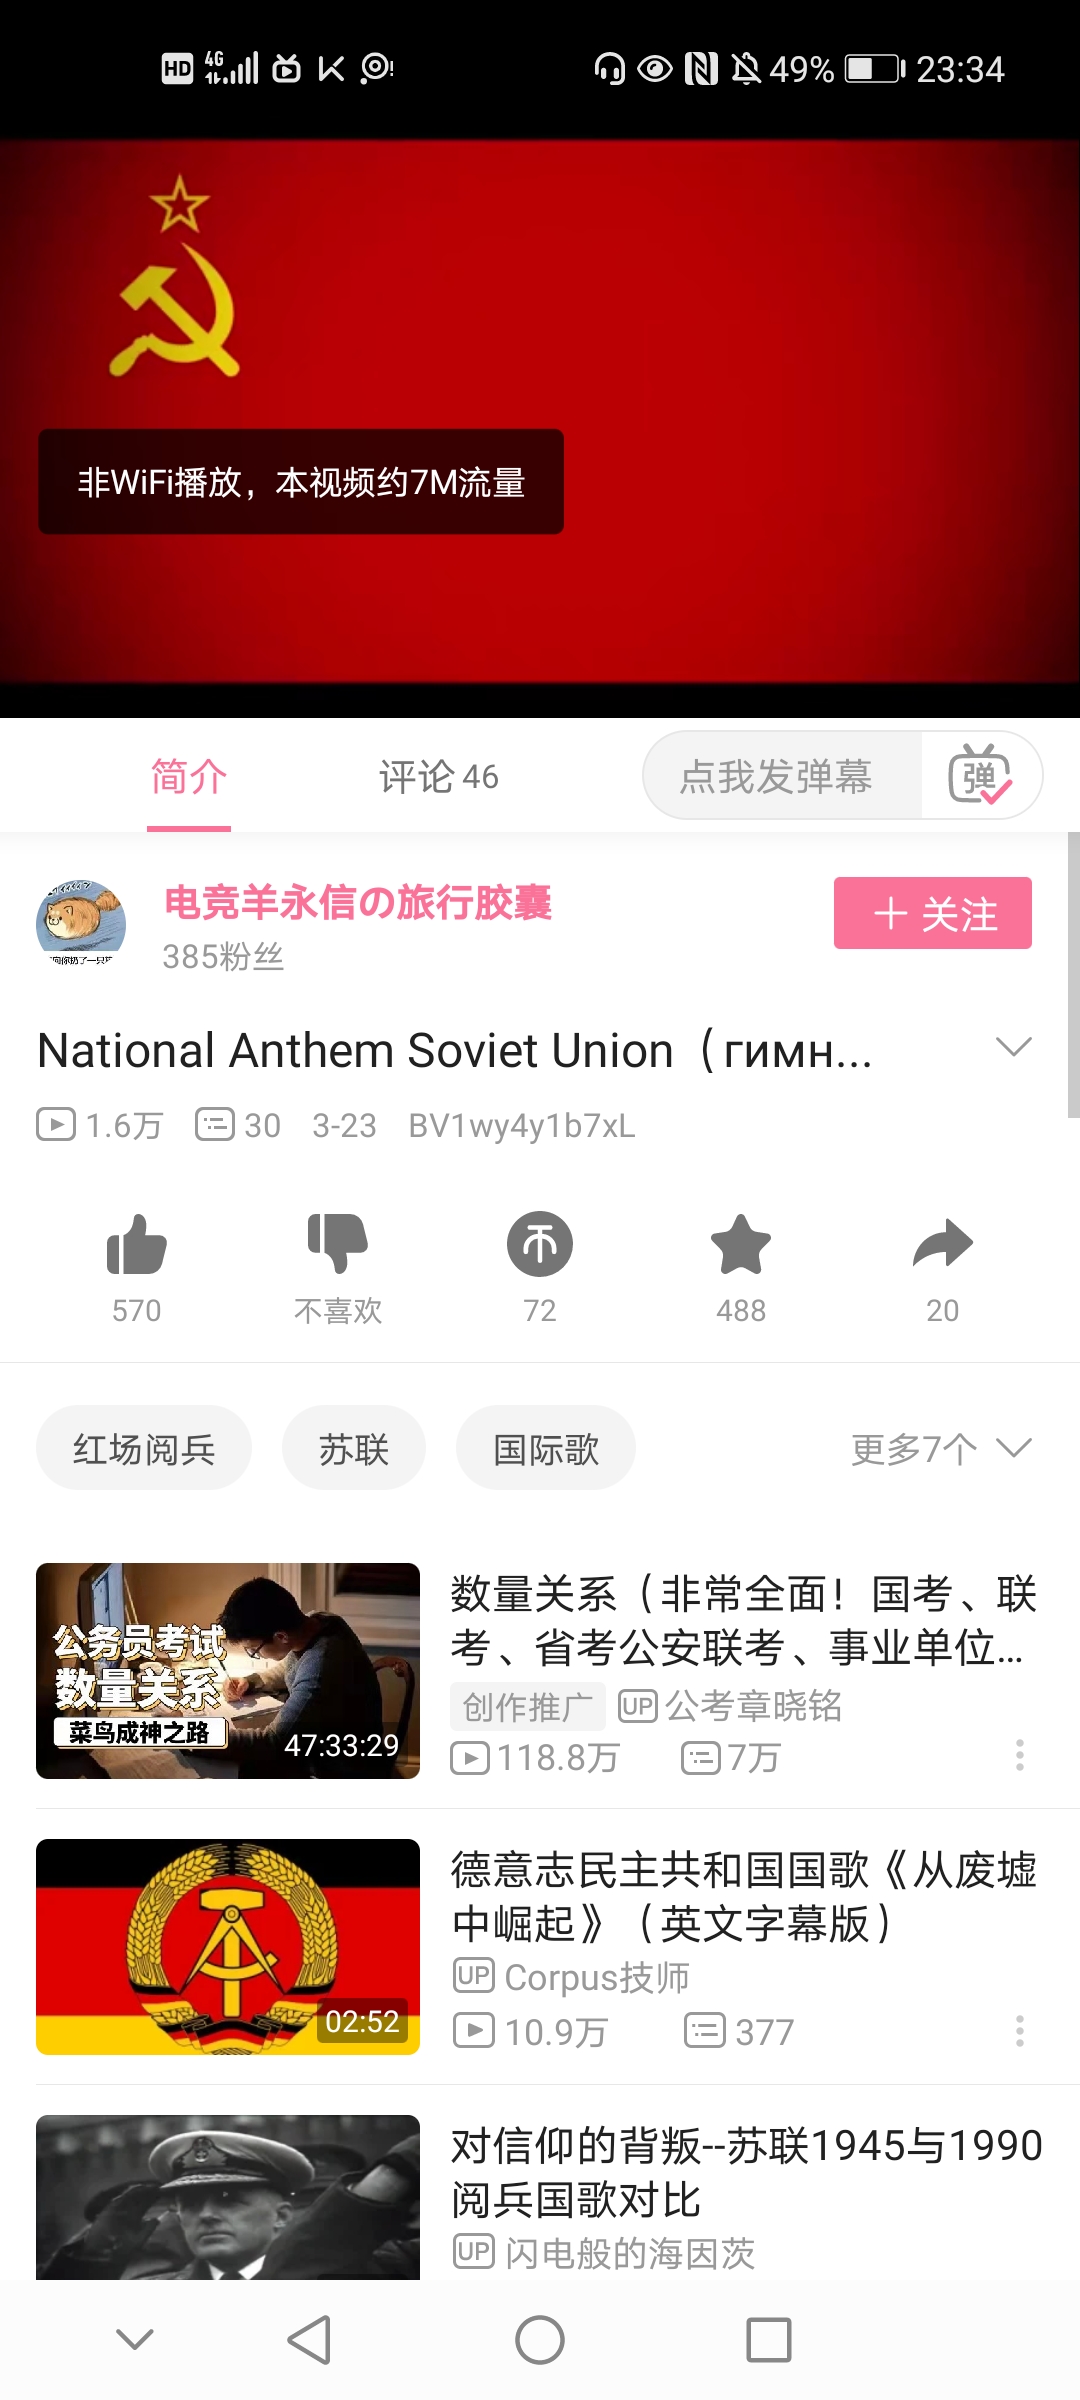 HD 4G 49% 23:34
非WiFi播放，本视频约7M流量
简介 评论 46 点我发弹幕 弹
电竞羊永信の旅行胶囊
385粉丝
+ 关注
National Anthem Soviet Union（гимн...
1.6万 30 3-23 BV1wy4y1b7xL
570 不喜欢 72 488 20
红场阅兵 苏联 国际歌 更多7个
公务员考试
数量关系
菜鸟成神之路
47:33:29
数量关系（非常全面！国考、联
考、省考公安联考、事业单位...
创作推广 UP 公考章晓铭
118.8万 7万
02:52
德意志民主共和国国歌《从废墟
中崛起》（英文字幕版）
UP Corpus技师
10.9万 377
对信仰的背叛--苏联1945与1990
阅兵国歌对比
UP 闪电般的海因茨